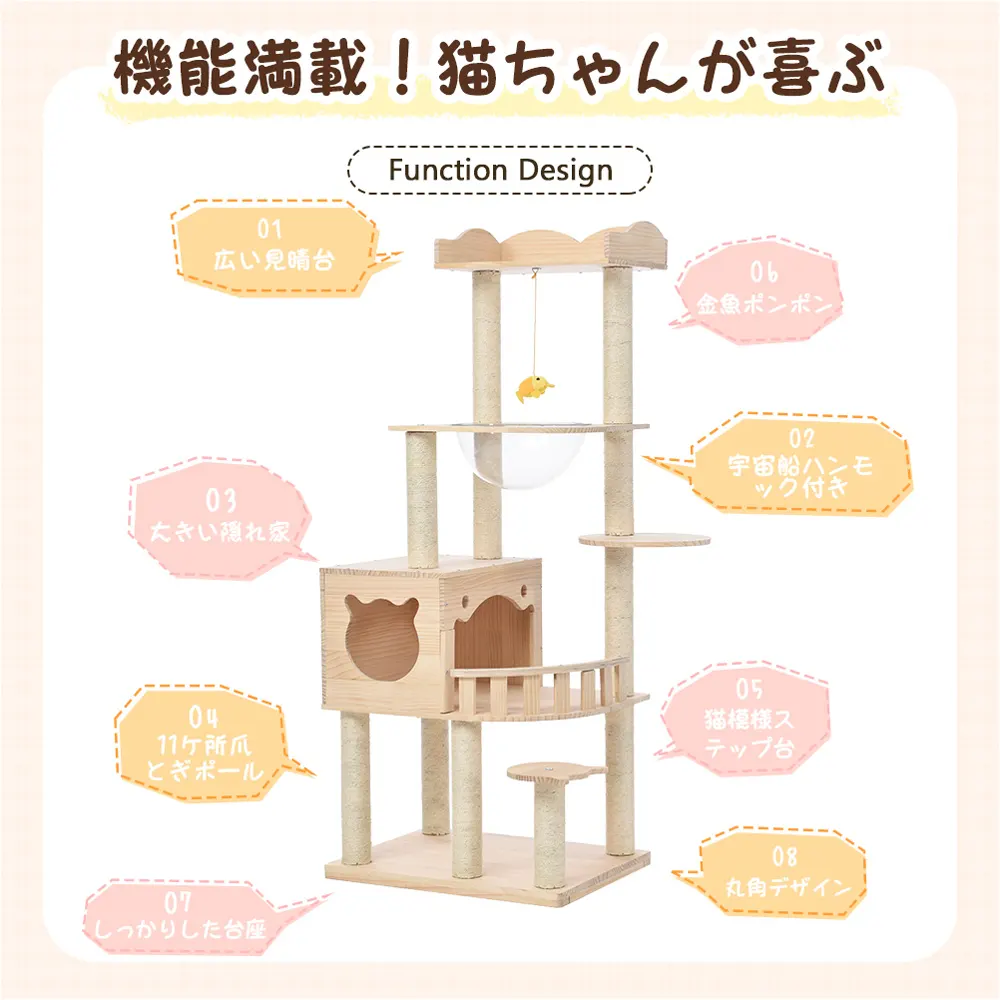 機能満載！猫ちゃんが喜ぶ
Function Design
01
広い見晴台
06
金魚ポンポン
02
宇宙船ハンモ
ック付き
03
大きい隠れ家
04
11ケ所爪
とぎポール
05
猫模様ス
テップ台
08
丸角デザイン
07
しっかりした台座